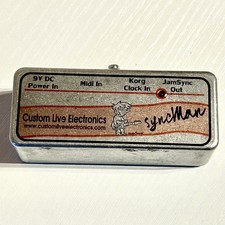 9V DC Midi In Korg JamSync
Power In Clock In Out
Custom Live Electronics
www.customliveelectronics.com
syncMan